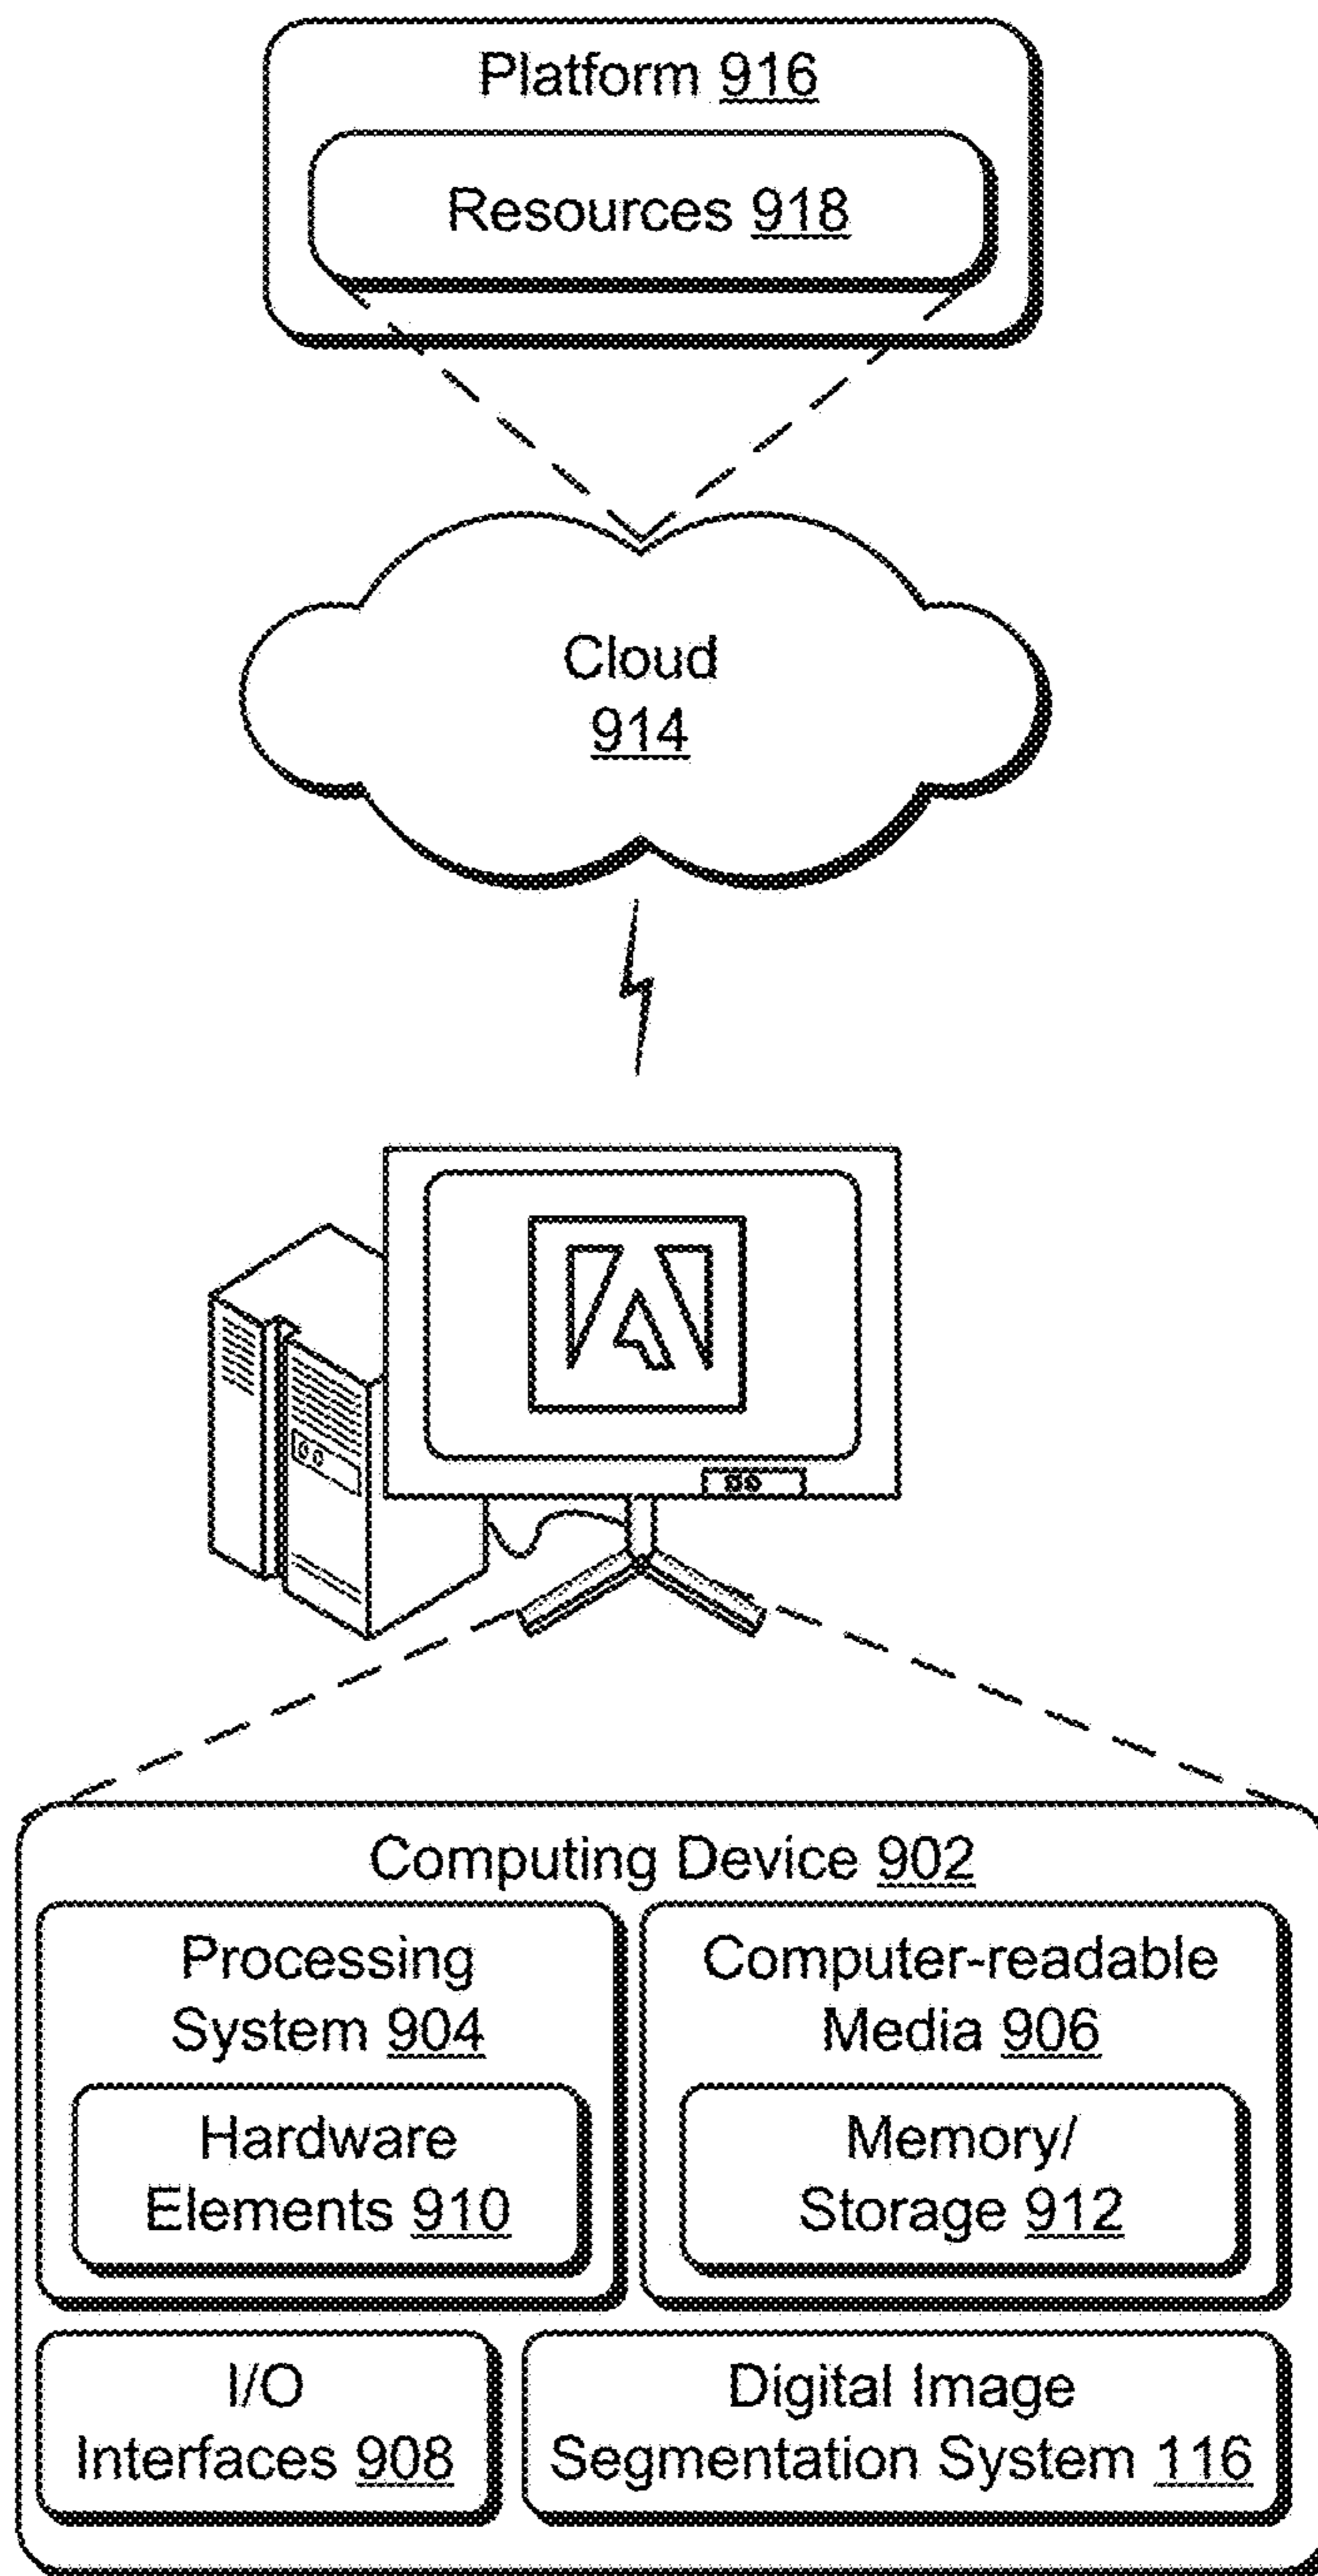 Platform 916
Resources 918
Cloud
914
Computing Device 902
Processing
System 904
Hardware
Elements 910
Computer-readable
Media 906
Memory/
Storage 912
I/O
Interfaces 908
Digital Image
Segmentation System 116